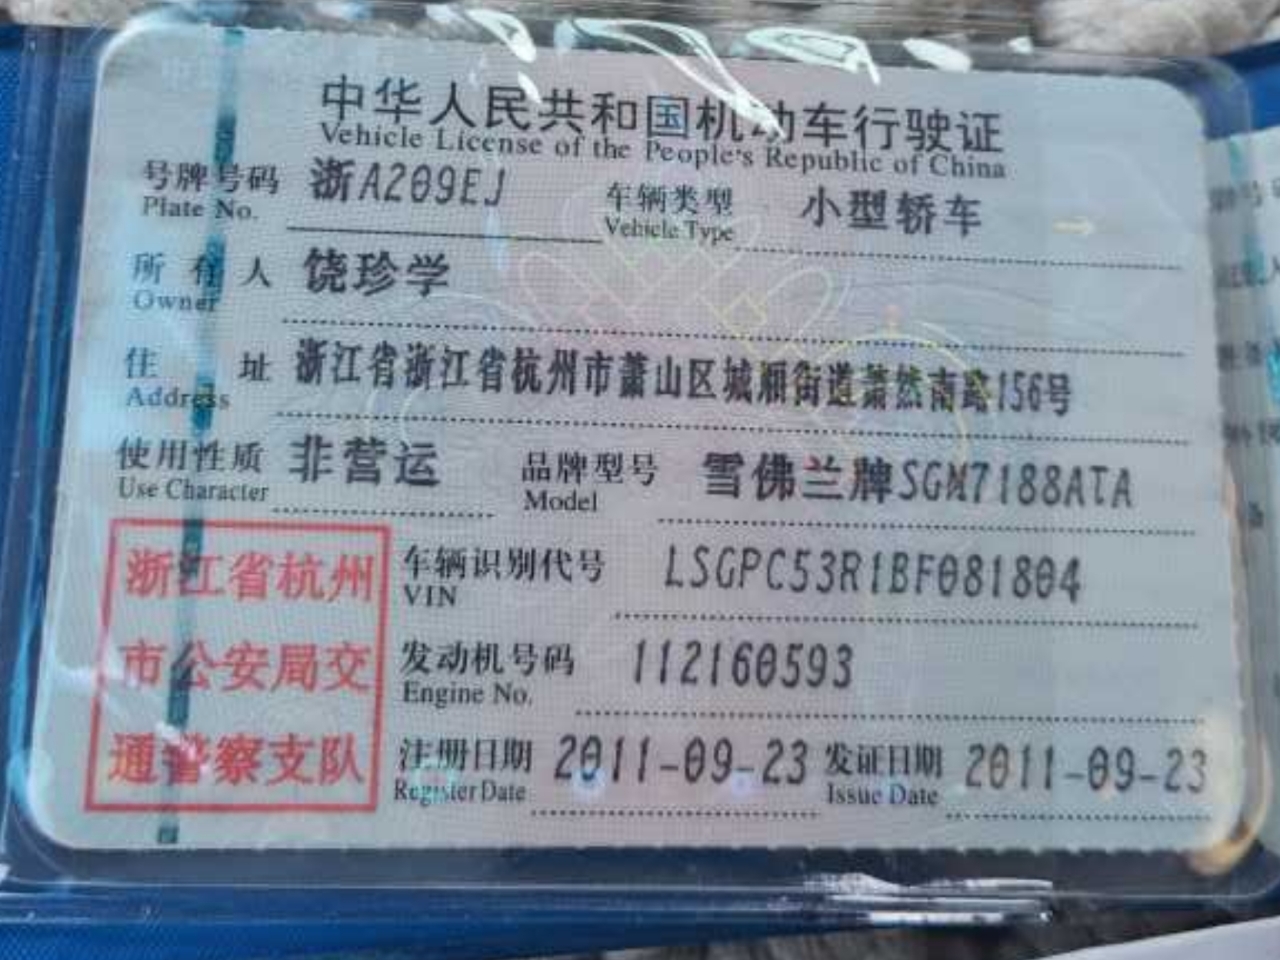 中华人民共和国机动车行驶证
Vehicle License of the People's Republic of China
号牌号码 浙A209EJ 车辆类型 小型轿车
Plate No. Vehicle Type
所有人 饶珍学
Owner
住址 浙江省浙江省杭州市萧山区城厢街道萧然南路156号
Address
使用性质 非营运 品牌型号 雪佛兰牌SGM7188ATA
Use Character Model
浙江省杭州
市公安局交
通警察支队
车辆识别代号 LSGPC53R1BF081804
VIN
发动机号码 112160593
Engine No.
注册日期 2011-09-23 发证日期 2011-09-23
Register Date Issue Date